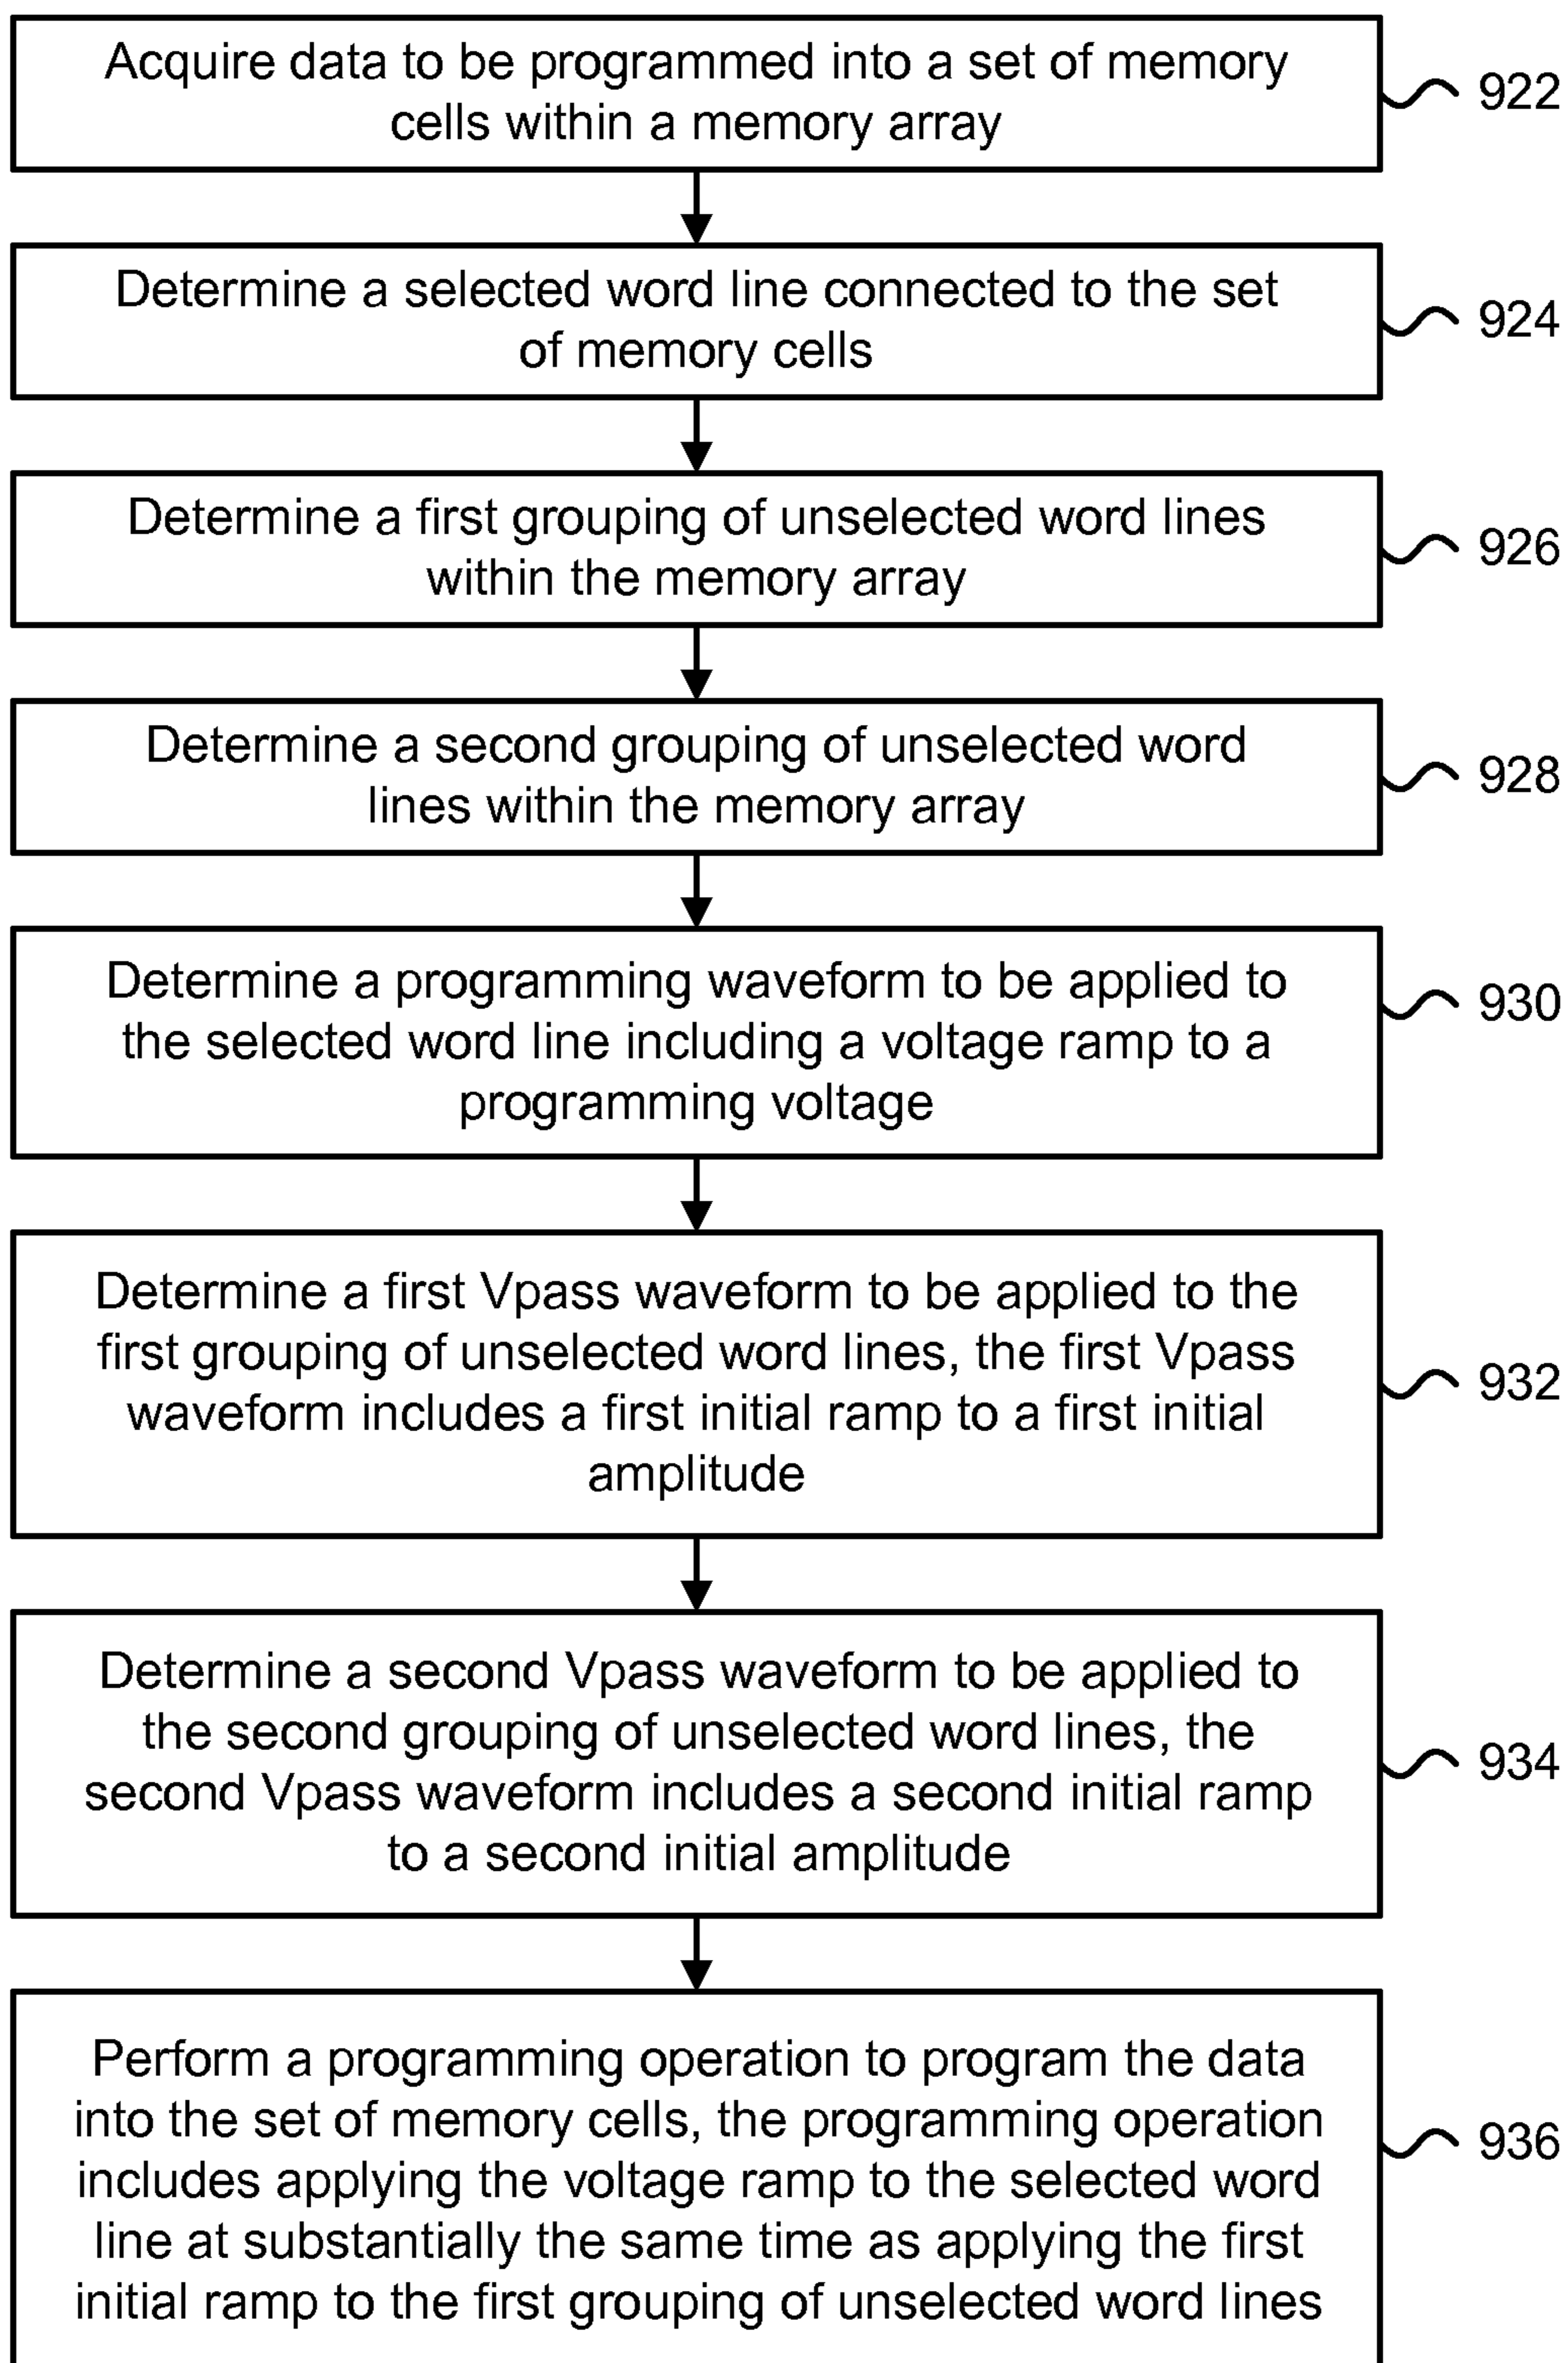 Acquire data to be programmed into a set of memory
cells within a memory array
922
Determine a selected word line connected to the set
of memory cells
924
Determine a first grouping of unselected word lines
within the memory array
926
Determine a second grouping of unselected word
lines within the memory array
928
Determine a programming waveform to be applied to
the selected word line including a voltage ramp to a
programming voltage
930
Determine a first Vpass waveform to be applied to the
first grouping of unselected word lines, the first Vpass
waveform includes a first initial ramp to a first initial
amplitude
932
Determine a second Vpass waveform to be applied to
the second grouping of unselected word lines, the
second Vpass waveform includes a second initial ramp
to a second initial amplitude
934
Perform a programming operation to program the data
into the set of memory cells, the programming operation
includes applying the voltage ramp to the selected word
line at substantially the same time as applying the first
initial ramp to the first grouping of unselected word lines
936